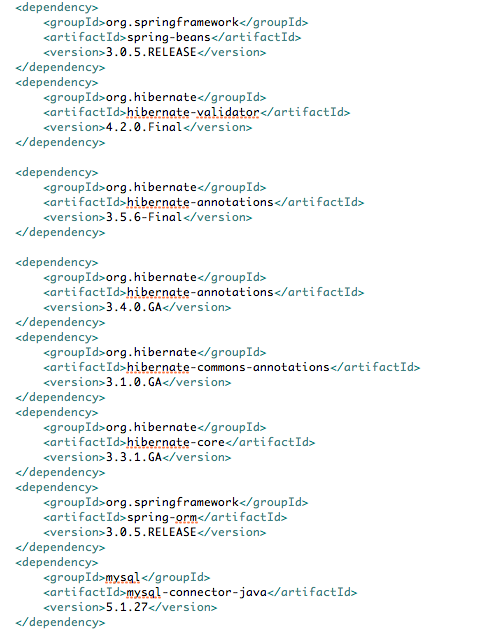 <dependency>
<groupId>org.springframework</groupId>
<artifactId>spring-beans</artifactId>
<version>3.0.5.RELEASE</version>
</dependency>
<dependency>
<groupId>org.hibernate</groupId>
<artifactId>hibernate-validator</artifactId>
<version>4.2.0.Final</version>
</dependency>
<dependency>
<groupId>org.hibernate</groupId>
<artifactId>hibernate-annotations</artifactId>
<version>3.5.6-Final</version>
</dependency>
<dependency>
<groupId>org.hibernate</groupId>
<artifactId>hibernate-annotations</artifactId>
<version>3.4.0.GA</version>
</dependency>
<dependency>
<groupId>org.hibernate</groupId>
<artifactId>hibernate-commons-annotations</artifactId>
<version>3.1.0.GA</version>
</dependency>
<dependency>
<groupId>org.hibernate</groupId>
<artifactId>hibernate-core</artifactId>
<version>3.3.1.GA</version>
</dependency>
<dependency>
<groupId>org.springframework</groupId>
<artifactId>spring-orm</artifactId>
<version>3.0.5.RELEASE</version>
</dependency>
<dependency>
<groupId>mysql</groupId>
<artifactId>mysql-connector-java</artifactId>
<version>5.1.27</version>
</dependency>